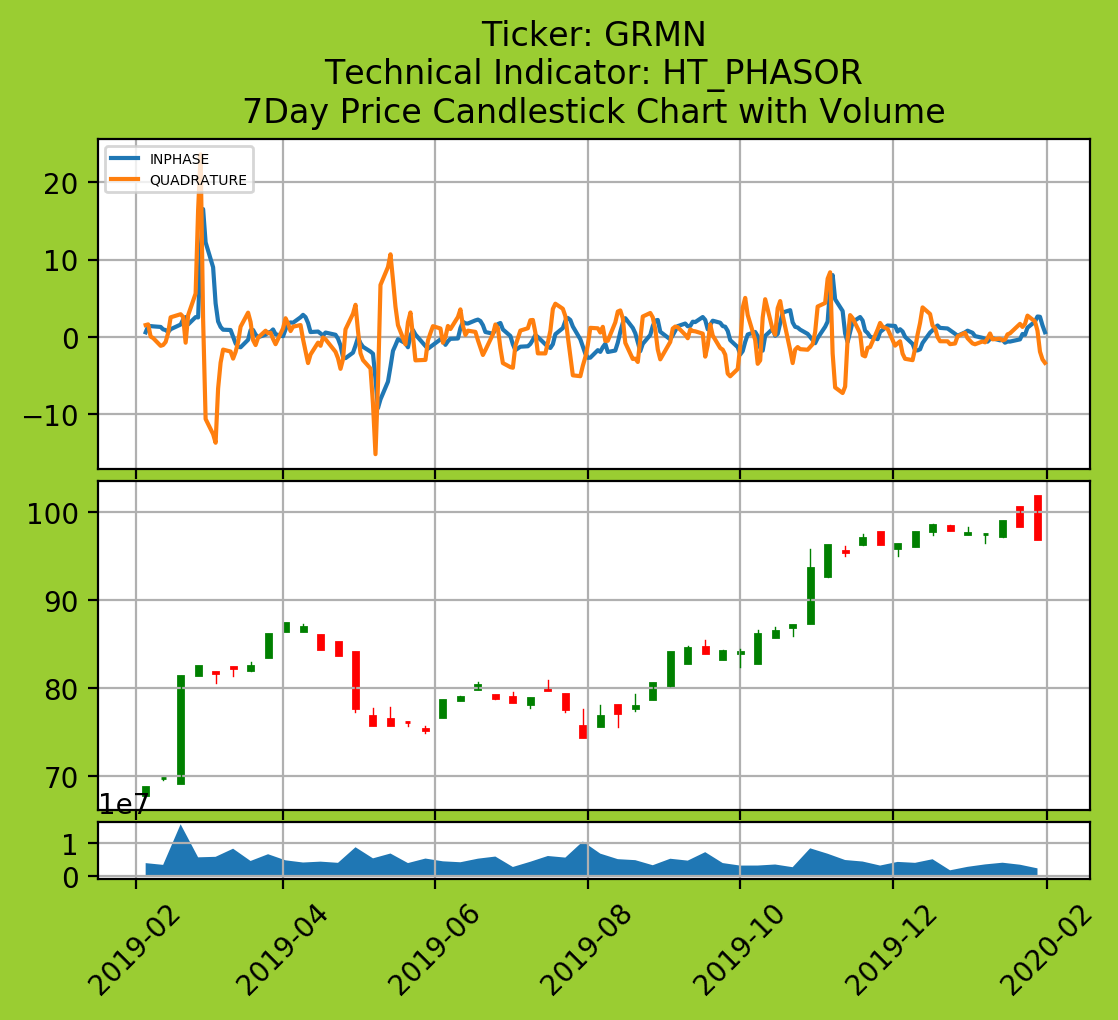 Ticker: GRMN
Technical Indicator: HT_PHASOR
7Day Price Candlestick Chart with Volume
INPHASE
QUADRATURE
20
10
0
−10
100
90
80
70
1e7
1
0
2019-02
2019-04
2019-06
2019-08
2019-10
2019-12
2020-02